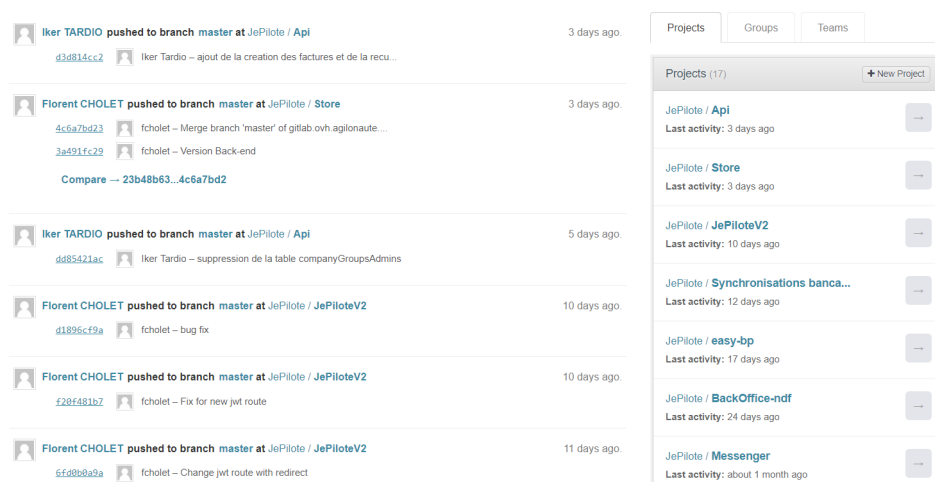 Iker TARDIO pushed to branch master at JePilote / Api 3 days ago.
d3d814cc2 Iker Tardio – ajout de la creation des factures et de la recu...
Florent CHOLET pushed to branch master at JePilote / Store 3 days ago.
4c6a7bd23 fcholet – Merge branch 'master' of gitlab.ovh.agilonaute....
3a491fc29 fcholet – Version Back-end
Compare → 23b48b63...4c6a7bd2
Iker TARDIO pushed to branch master at JePilote / Api 5 days ago.
dd85421ac Iker Tardio – suppression de la table companyGroupsAdmins
Florent CHOLET pushed to branch master at JePilote / JePiloteV2 10 days ago.
d1896cf9a fcholet – bug fix
Florent CHOLET pushed to branch master at JePilote / JePiloteV2 10 days ago.
f20f481b7 fcholet – Fix for new jwt route
Florent CHOLET pushed to branch master at JePilote / JePiloteV2 11 days ago.
6fd0b0a9a fcholet – Change jwt route with redirect
Projects Groups Teams
Projects (17) + New Project
JePilote / Api →
Last activity: 3 days ago
JePilote / Store →
Last activity: 3 days ago
JePilote / JePiloteV2 →
Last activity: 10 days ago
JePilote / Synchronisations banca... →
Last activity: 12 days ago
JePilote / easy-bp →
Last activity: 17 days ago
JePilote / BackOffice-ndf →
Last activity: 24 days ago
JePilote / Messenger →
Last activity: about 1 month ago